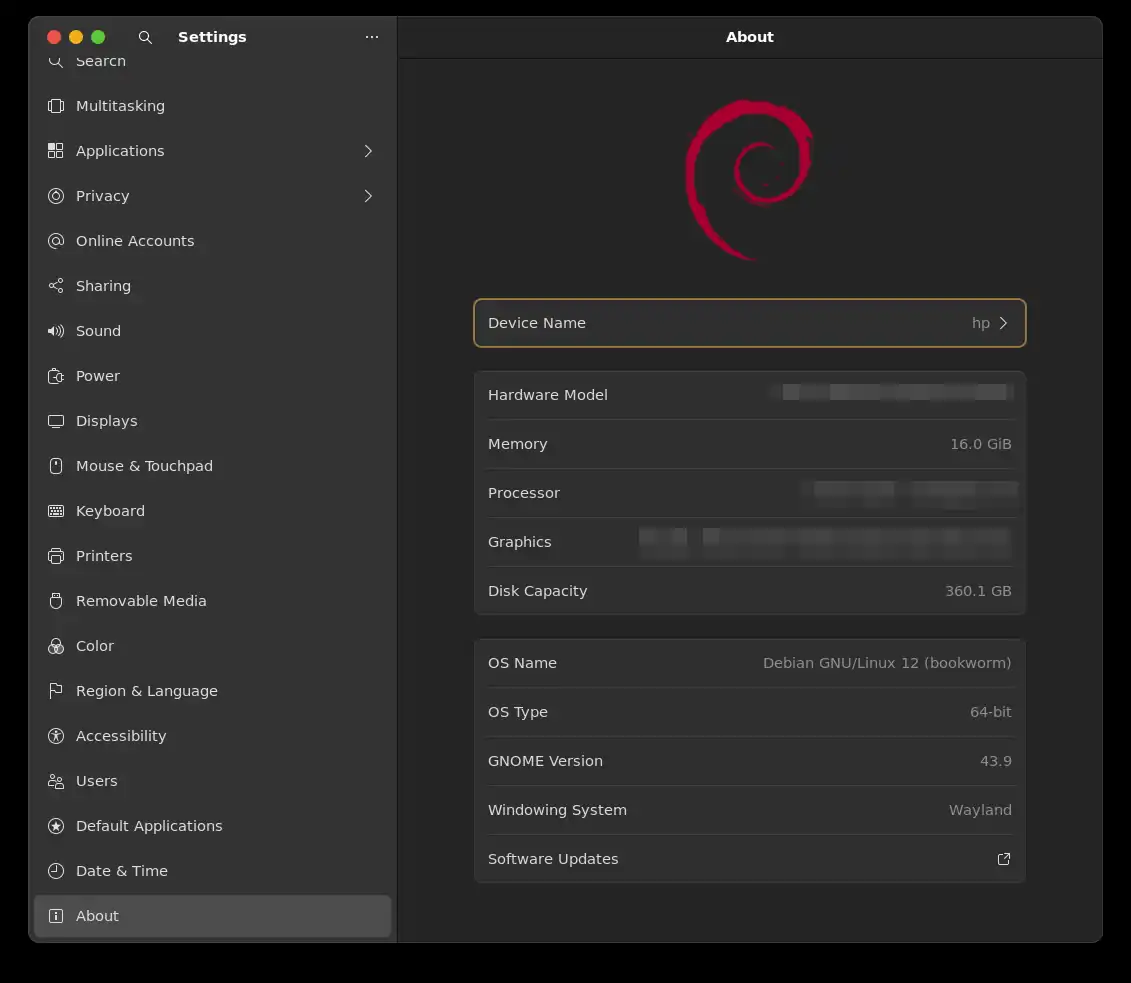 Settings
Search
Multitasking
Applications
Privacy
Online Accounts
Sharing
Sound
Power
Displays
Mouse & Touchpad
Keyboard
Printers
Removable Media
Color
Region & Language
Accessibility
Users
Default Applications
Date & Time
About
About
Device Name hp
Hardware Model
Memory 16.0 GiB
Processor
Graphics
Disk Capacity 360.1 GB
OS Name Debian GNU/Linux 12 (bookworm)
OS Type 64-bit
GNOME Version 43.9
Windowing System Wayland
Software Updates